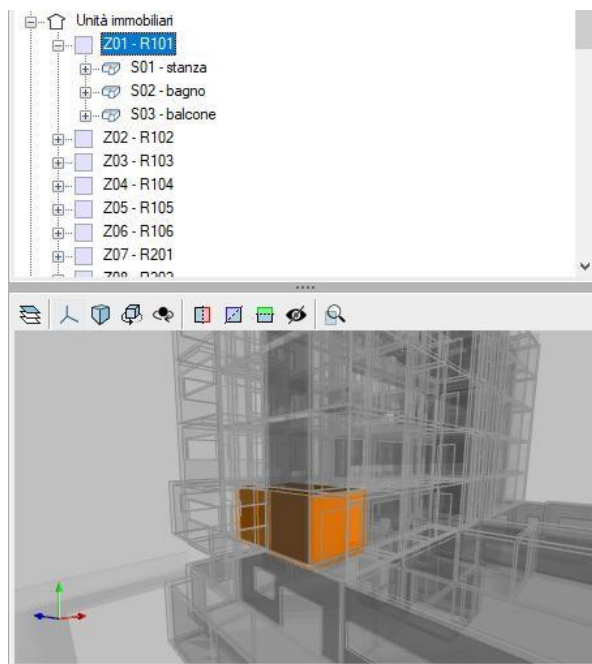 Unità immobiliari
Z01 - R101
S01 - stanza
S02 - bagno
S03 - balcone
Z02 - R102
Z03 - R103
Z04 - R104
Z05 - R105
Z06 - R106
Z07 - R201